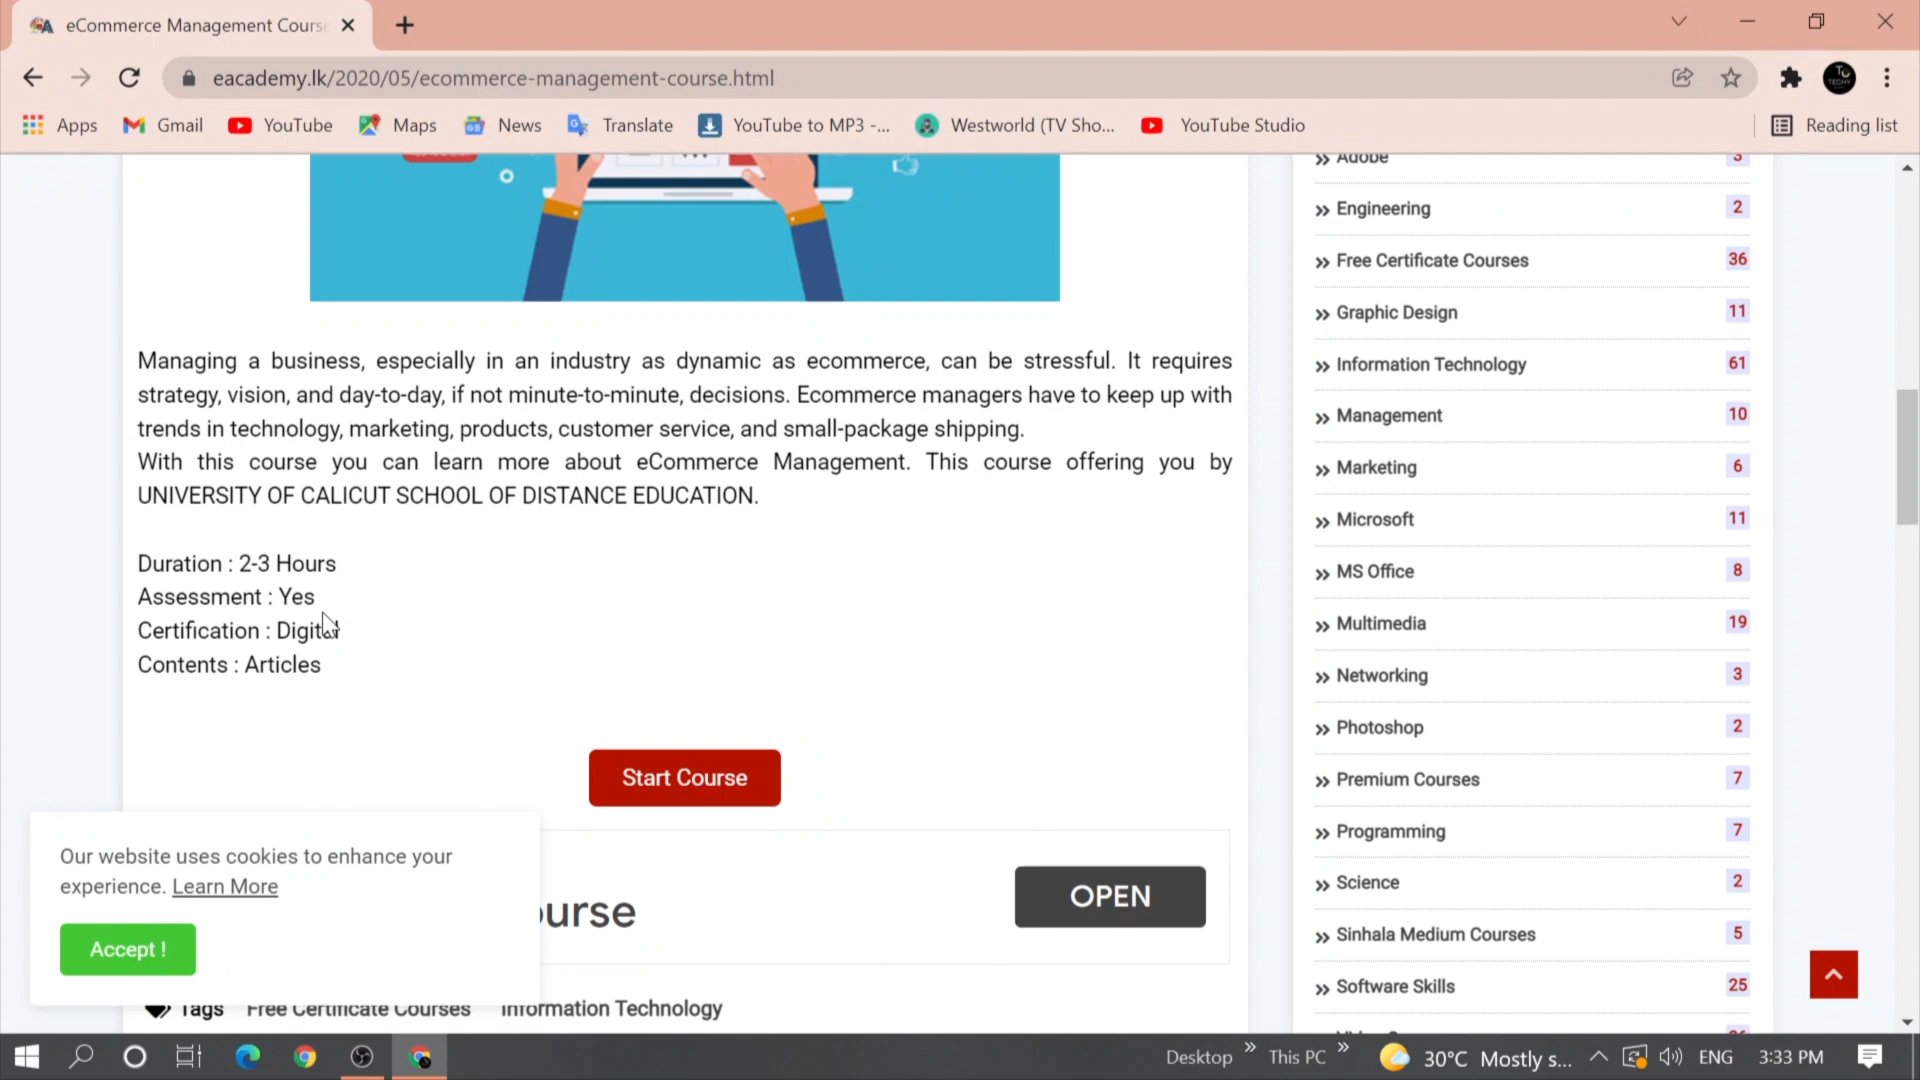 eCommerce Management Cours
eacademy.lk/2020/05/ecommerce-management-course.html
Apps
Gmail
YouTube
Maps
News
Translate
YouTube to MP3 -...
Westworld (TV Sho...
YouTube Studio
Reading list
Managing a business, especially in an industry as dynamic as ecommerce, can be stressful. It requires
strategy, vision, and day-to-day, if not minute-to-minute, decisions. Ecommerce managers have to keep up with
trends in technology, marketing, products, customer service, and small-package shipping.
With this course you can learn more about eCommerce Management. This course offering you by
UNIVERSITY OF CALICUT SCHOOL OF DISTANCE EDUCATION.
Duration : 2-3 Hours
Assessment : Yes
Certification : Digital
Contents : Articles
Start Course
ourse
OPEN
Our website uses cookies to enhance your
experience. Learn More
Accept !
Tags Free Certificate Courses Information Technology
Adobe 3
Engineering 2
Free Certificate Courses 36
Graphic Design 11
Information Technology 61
Management 10
Marketing 6
Microsoft 11
MS Office 8
Multimedia 19
Networking 3
Photoshop 2
Premium Courses 7
Programming 7
Science 2
Sinhala Medium Courses 5
Software Skills 25
Desktop
This PC
30°C Mostly s...
ENG
3:33 PM